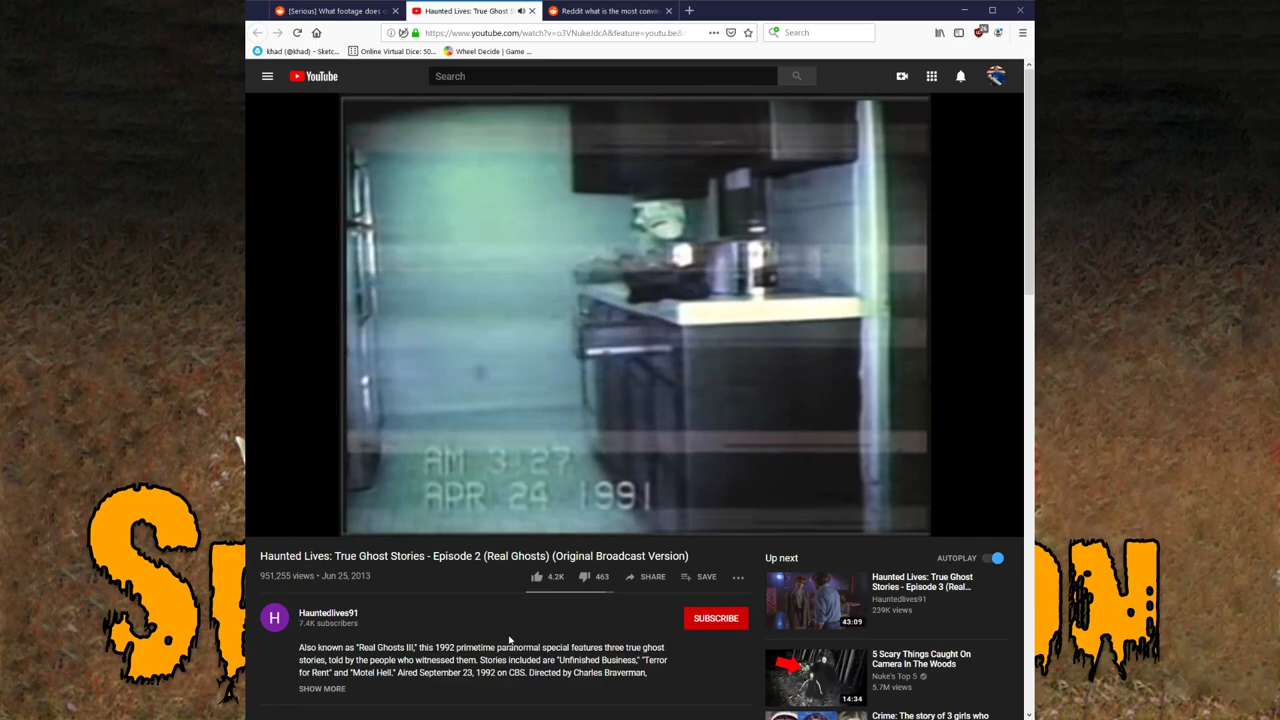 [Serious] What footage does c
Haunted Lives: True Ghost S
Reddit what is the most convin
https://www.youtube.com/watch?v=o3VNukeJdcA&feature=youtu.be&
Search
26
khad (@khad) - Sketc...
Online Virtual Dice: 50...
Wheel Decide | Game ...
YouTube
Search
AM 3:27
APR 24 1991
Haunted Lives: True Ghost Stories - Episode 2 (Real Ghosts) (Original Broadcast Version)
951,255 views • Jun 25, 2013
4.2K
463
SHARE
SAVE
H
Hauntedlives91
7.4K subscribers
SUBSCRIBE
Also known as "Real Ghosts III," this 1992 primetime paranormal special features three true ghost
stories, told by the people who witnessed them. Stories included are "Unfinished Business," "Terror
for Rent" and "Motel Hell." Aired September 23, 1992 on CBS. Directed by Charles Braverman,
SHOW MORE
Up next
AUTOPLAY
Haunted Lives: True Ghost
Stories - Episode 3 (Real...
Hauntedlives91
239K views
43:09
5 Scary Things Caught On
Camera In The Woods
Nuke's Top 5
5.7M views
14:34
Crime: The story of 3 girls who